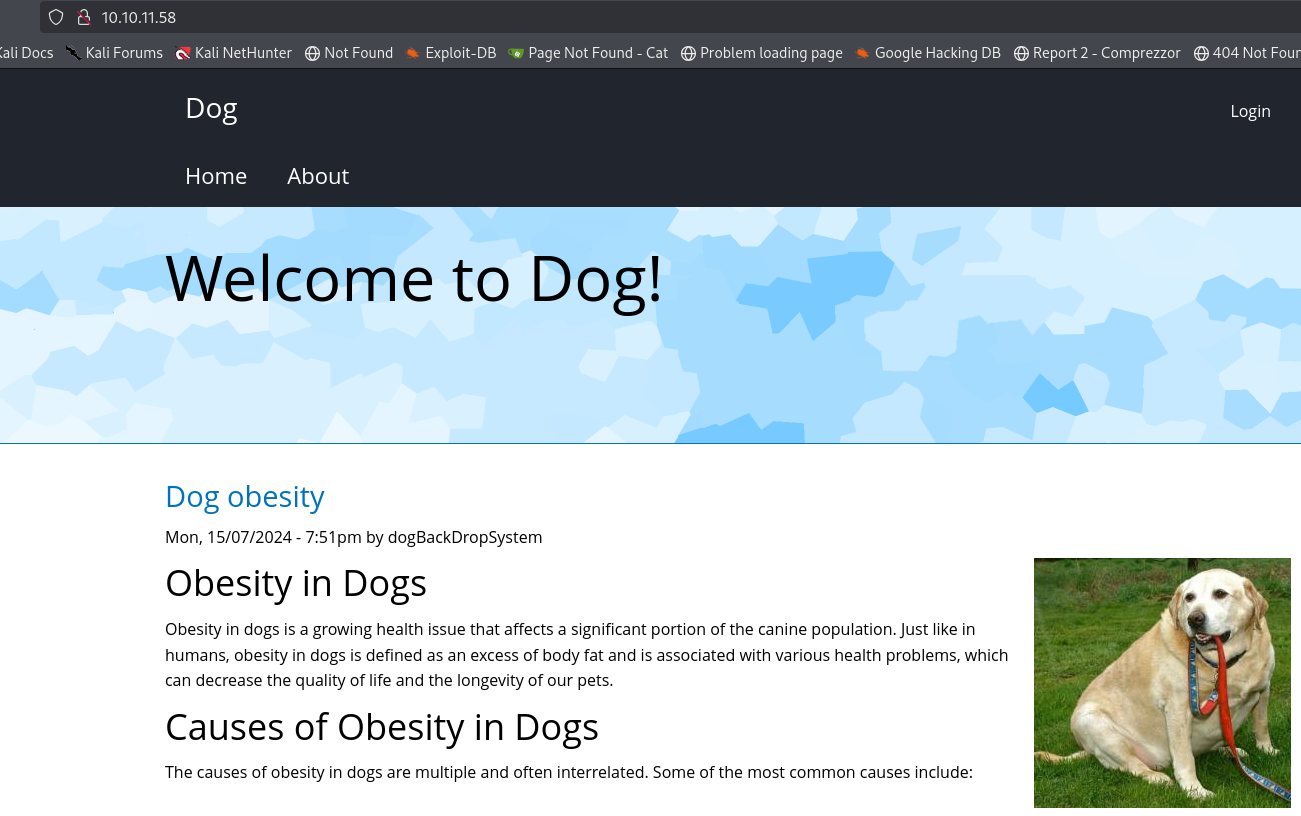 10.10.11.58
Kali Docs Kali Forums Kali NetHunter Not Found Exploit-DB Page Not Found - Cat Problem loading page Google Hacking DB Report 2 - Comprezzor 404 Not Foun
Dog
Login
Home About
Welcome to Dog!
Dog obesity
Mon, 15/07/2024 - 7:51pm by dogBackDropSystem
Obesity in Dogs
Obesity in dogs is a growing health issue that affects a significant portion of the canine population. Just like in
humans, obesity in dogs is defined as an excess of body fat and is associated with various health problems, which
can decrease the quality of life and the longevity of our pets.
Causes of Obesity in Dogs
The causes of obesity in dogs are multiple and often interrelated. Some of the most common causes include: